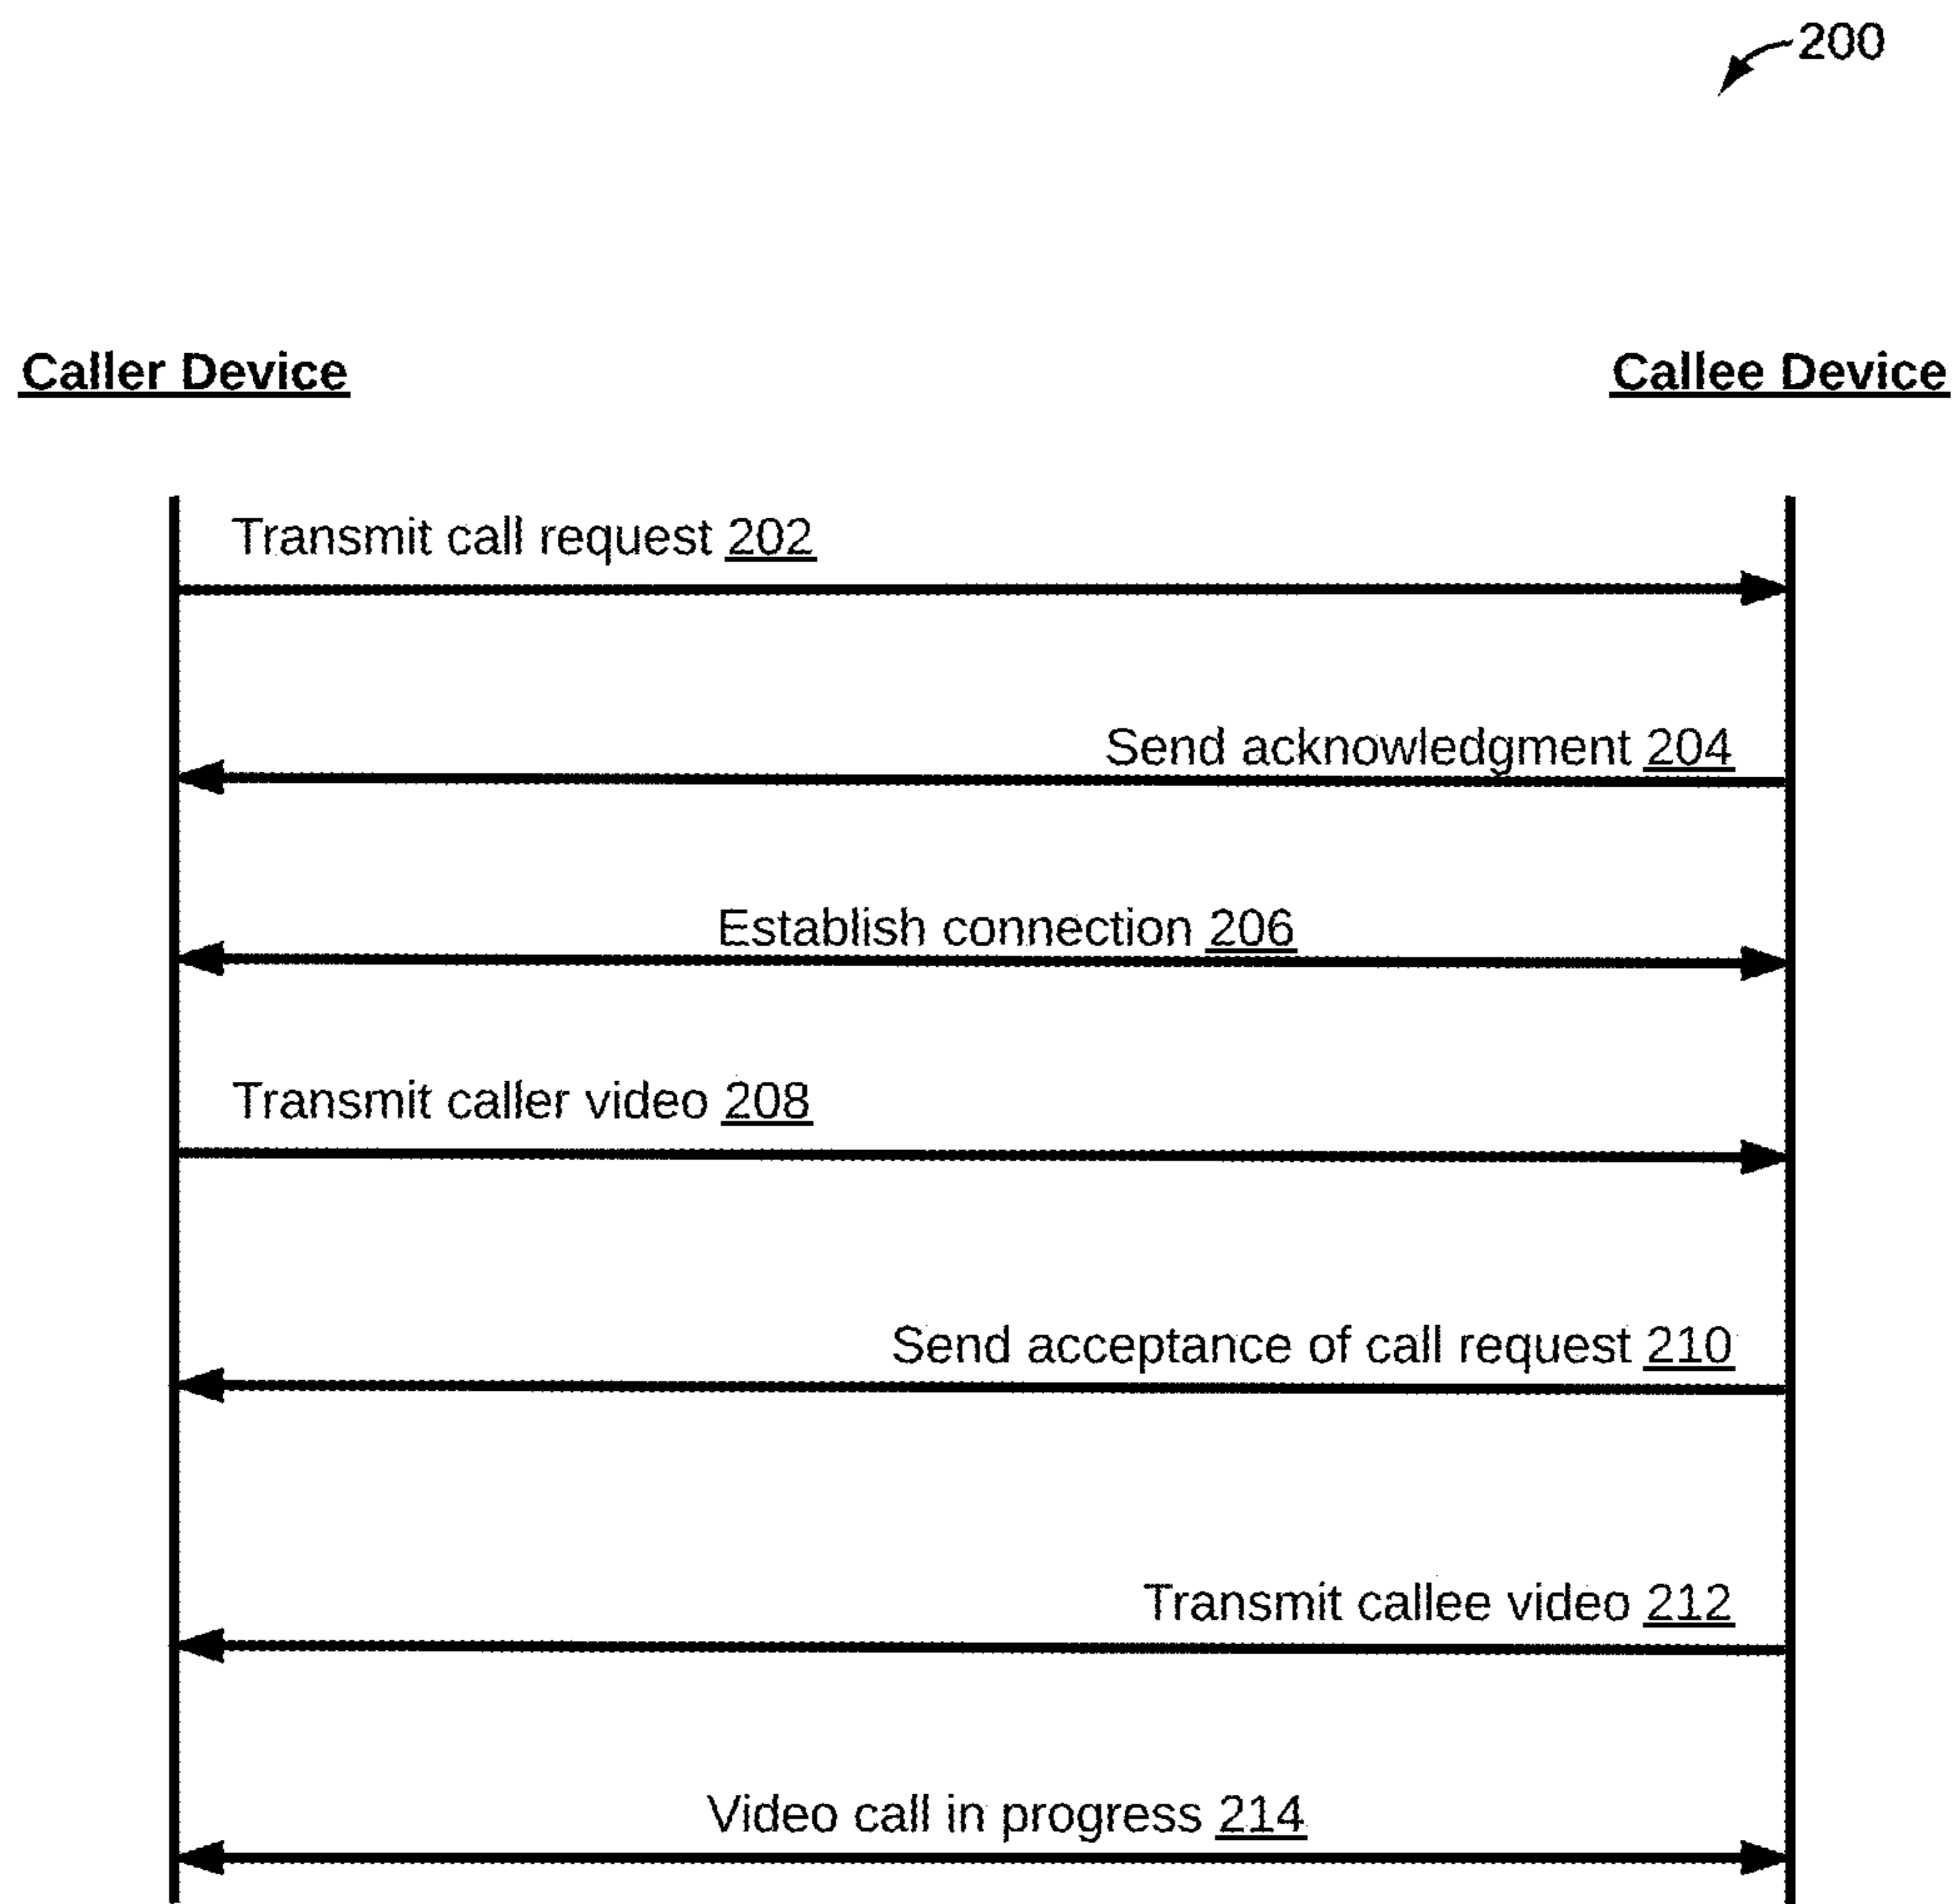 200
Caller Device
Callee Device
Transmit call request 202
Send acknowledgment 204
Establish connection 206
Transmit caller video 208
Send acceptance of call request 210
Transmit callee video 212
Video call in progress 214